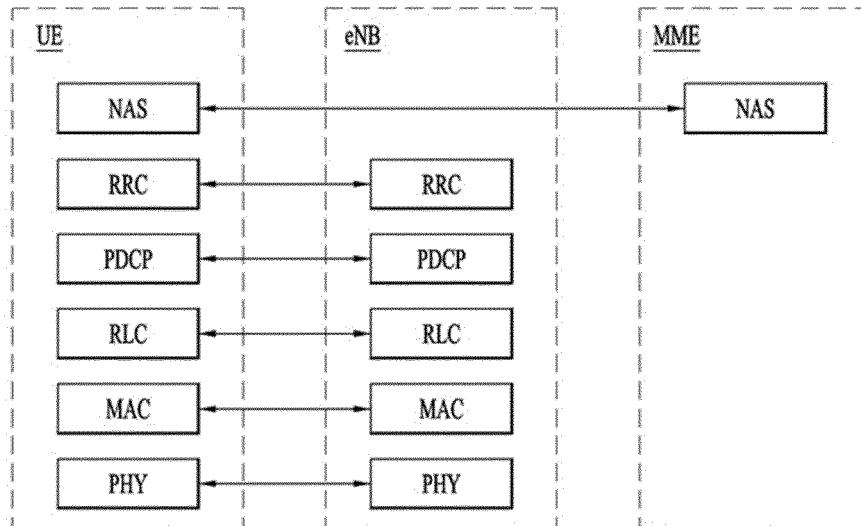 UE eNB MME
NAS NAS
RRC RRC
PDCP PDCP
RLC RLC
MAC MAC
PHY PHY